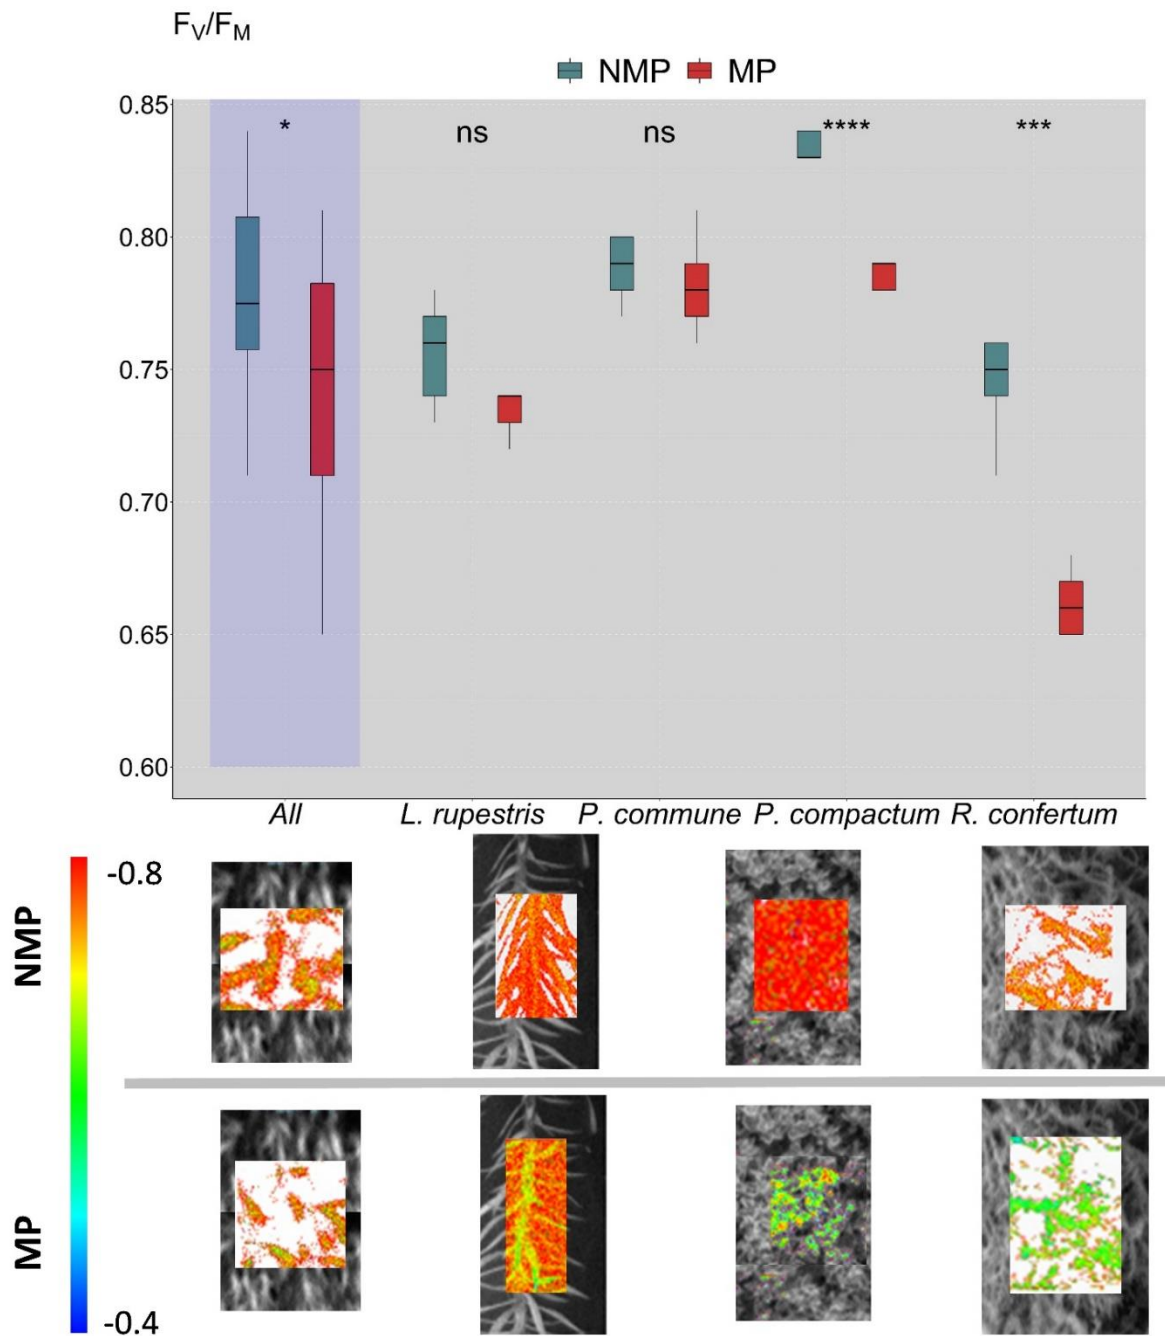 FV/FM
NMP MP
0.85
* ns ns **** ***
0.80
0.75
0.70
0.65
0.60
All L. rupestris P. commune P. compactum R. confertum
NMP
-0.8
MP
-0.4